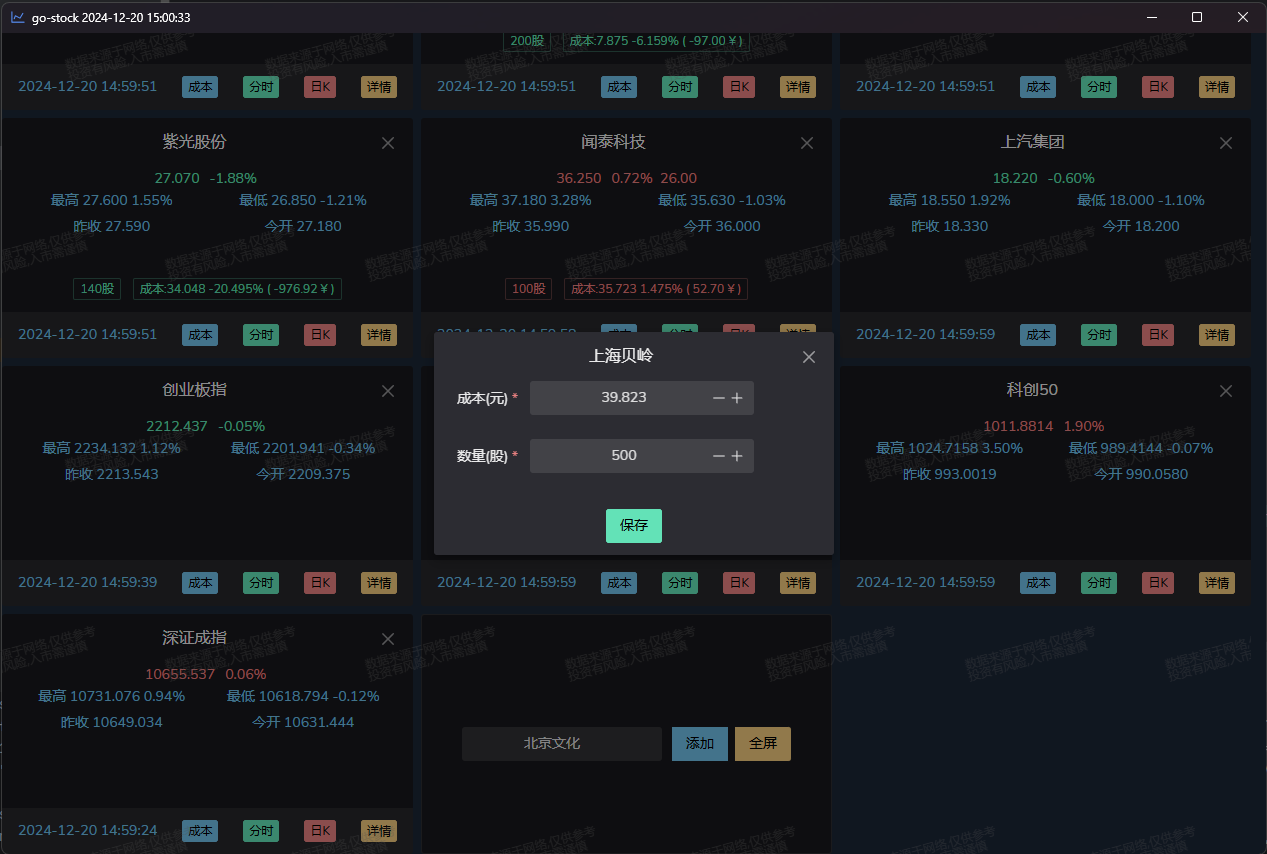 go-stock 2024-12-20 15:00:33
200股 成本:7.875 -6.159% ( -97.00 ¥ )
2024-12-20 14:59:51 成本 分时 日K 详情
2024-12-20 14:59:51 成本 分时 日K 详情
2024-12-20 14:59:51 成本 分时 日K 详情
紫光股份
27.070 -1.88%
最高 27.600 1.55% 最低 26.850 -1.21%
昨收 27.590 今开 27.180
140股 成本:34.048 -20.495% ( -976.92 ¥ )
2024-12-20 14:59:51 成本 分时 日K 详情
闻泰科技
36.250 0.72% 26.00
最高 37.180 3.28% 最低 35.630 -1.03%
昨收 35.990 今开 36.000
100股 成本:35.723 1.475% ( 52.70 ¥ )
上汽集团
18.220 -0.60%
最高 18.550 1.92% 最低 18.000 -1.10%
昨收 18.330 今开 18.200
2024-12-20 14:59:59 成本 分时 日K 详情
上海贝岭
成本(元) * 39.823
数量(股) * 500
保存
创业板指
2212.437 -0.05%
最高 2234.132 1.12% 最低 2201.941 -0.34%
昨收 2213.543 今开 2209.375
2024-12-20 14:59:39 成本 分时 日K 详情
2024-12-20 14:59:59 成本 分时 日K 详情
科创50
1011.8814 1.90%
最高 1024.7158 3.50% 最低 989.4144 -0.07%
昨收 993.0019 今开 990.0580
2024-12-20 14:59:59 成本 分时 日K 详情
深证成指
10655.537 0.06%
最高 10731.076 0.94% 最低 10618.794 -0.12%
昨收 10649.034 今开 10631.444
2024-12-20 14:59:24 成本 分时 日K 详情
北京文化 添加 全屏
数据来源于网络,仅供参考
投资有风险,入市需谨慎